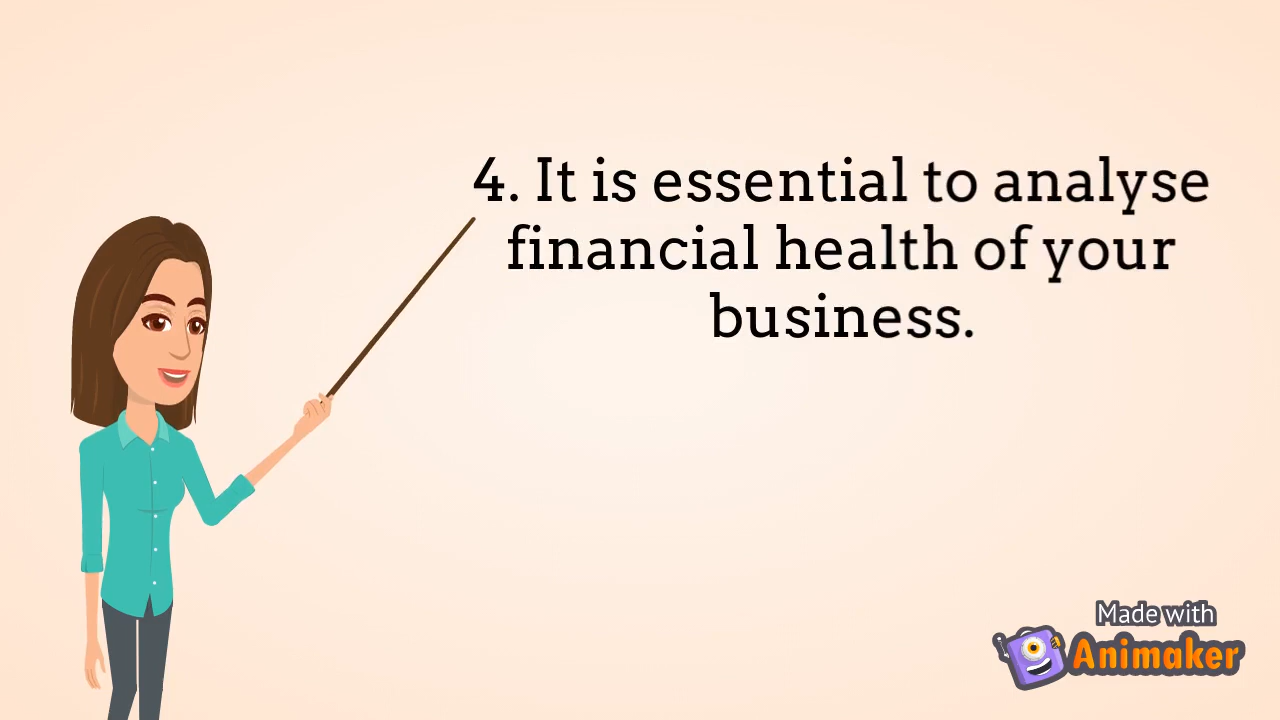 4. It is essential to analyse
financial health of your
business.
Made with
Animaker